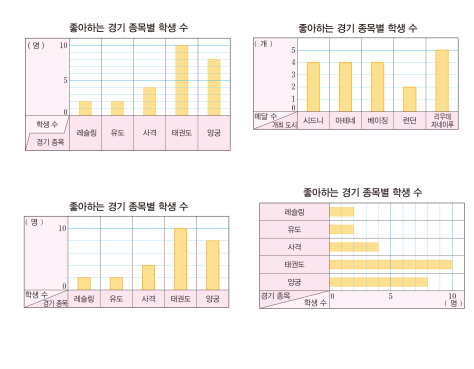 좋아하는 경기 종목별 학생 수
(명)
10
5
0
학생 수
경기 종목
레슬링 유도 사격 태권도 양궁
좋아하는 경기 종목별 학생 수
(개)
5
4
3
2
1
0
메달 수
개최 도시
시드니 아테네 베이징 런던 리우데
자네이루
좋아하는 경기 종목별 학생 수
(명)
10
0
학생 수
경기 종목
레슬링 유도 사격 태권도 양궁
좋아하는 경기 종목별 학생 수
레슬링
유도
사격
태권도
양궁
경기 종목
학생 수
0 5 10
(명)